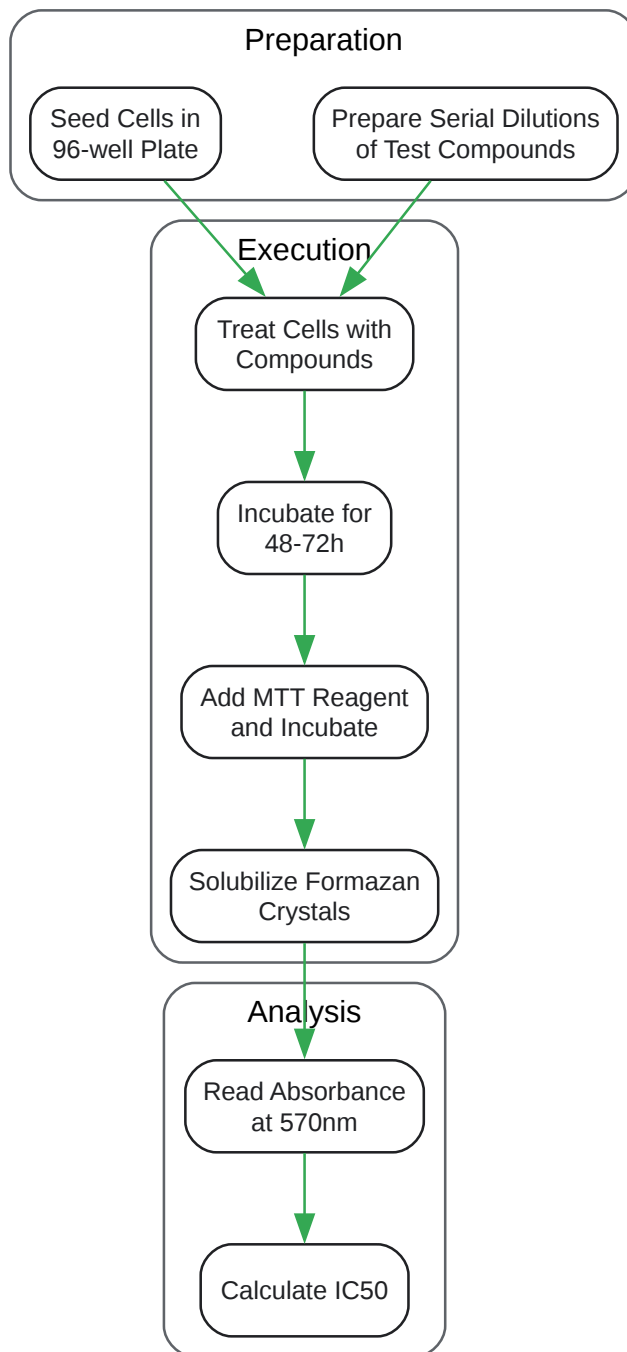 Preparation
Seed Cells in
96-well Plate
Prepare Serial Dilutions
of Test Compounds
Execution
Treat Cells with
Compounds
Incubate for
48-72h
Add MTT Reagent
and Incubate
Solubilize Formazan
Crystals
Analysis
Read Absorbance
at 570nm
Calculate IC50